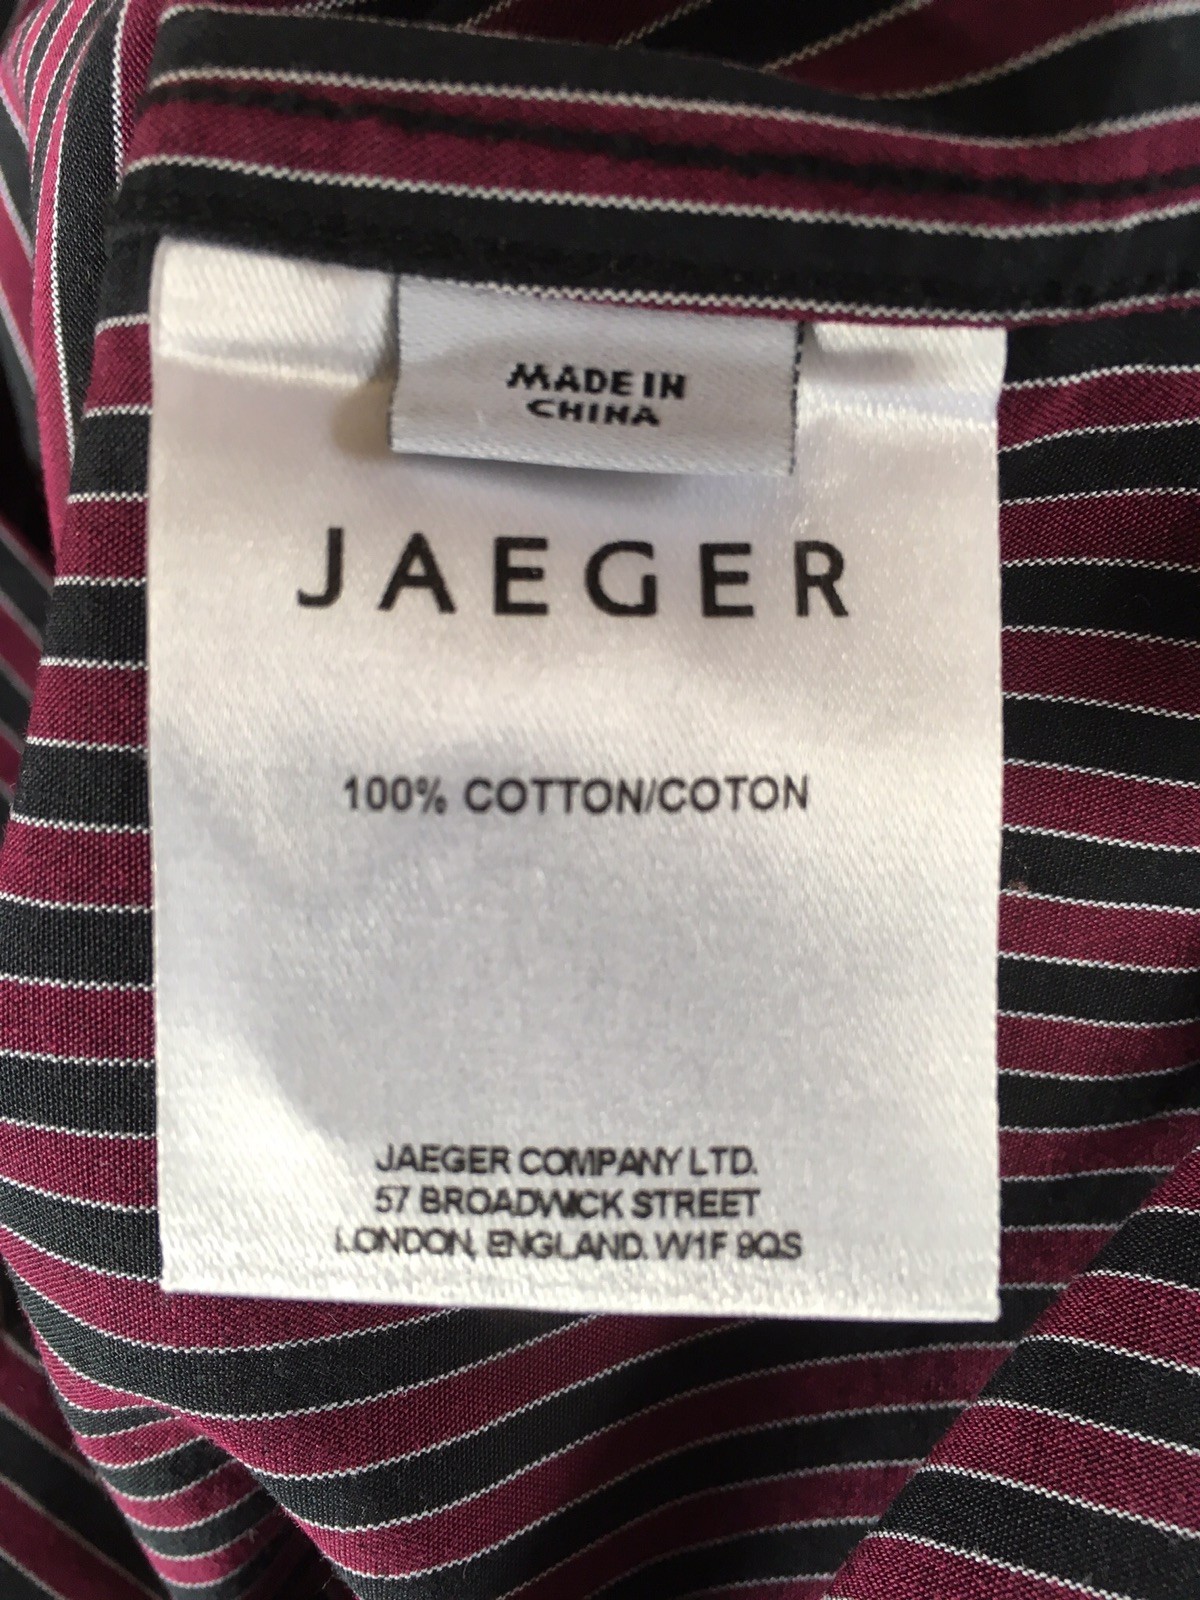 MADE IN
CHINA
JAEGER
100% COTTON/COTON
JAEGER COMPANY LTD.
57 BROADWICK STREET
LONDON, ENGLAND. W1F 9QS